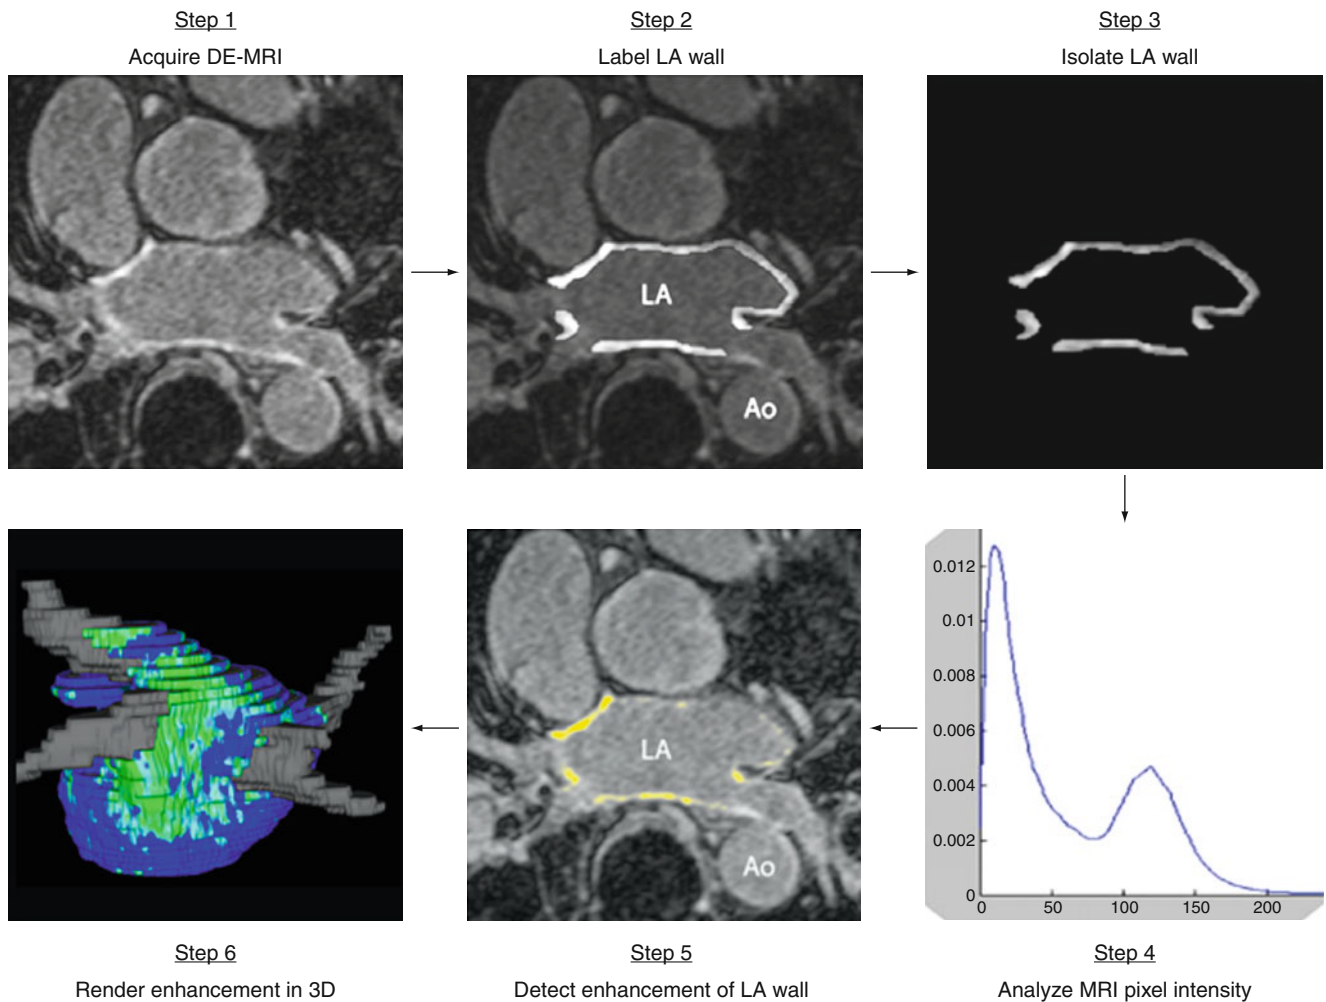 Step 1
Acquire DE-MRI
Step 2
Label LA wall
Step 3
Isolate LA wall
LA
Ao
0.012
0.01
0.008
0.006
0.004
0.002
0
0 50 100 150 200
LA
Ao
Step 6
Render enhancement in 3D
Step 5
Detect enhancement of LA wall
Step 4
Analyze MRI pixel intensity